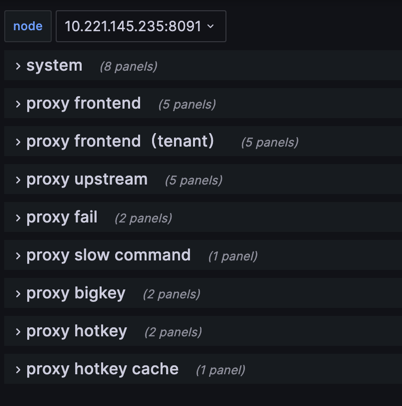 node 10.221.145.235:8091
system (8 panels)
proxy frontend (5 panels)
proxy frontend（tenant） (5 panels)
proxy upstream (5 panels)
proxy fail (2 panels)
proxy slow command (1 panel)
proxy bigkey (2 panels)
proxy hotkey (2 panels)
proxy hotkey cache (1 panel)